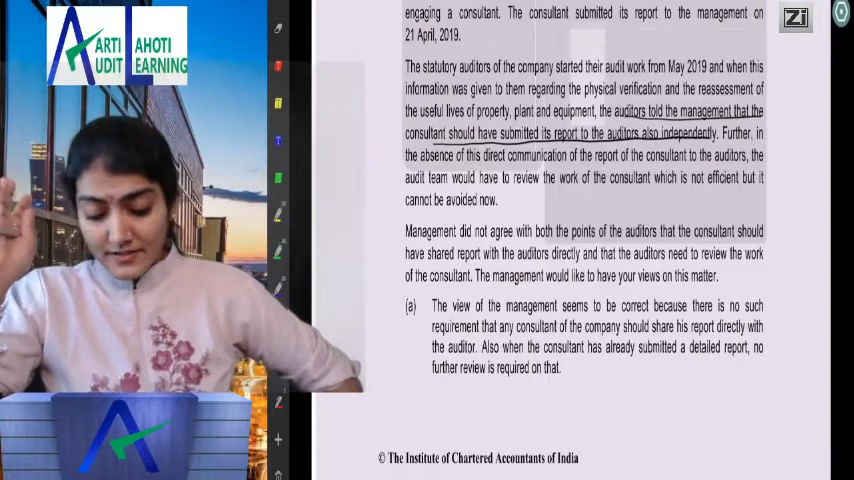 ARTI LAHOTI
AUDIT LEARNING
Zi
engaging a consultant. The consultant submitted its report to the management on
21 April, 2019.
The statutory auditors of the company started their audit work from May 2019 and when this
information was given to them regarding the physical verification and the reassessment of
the useful lives of property, plant and equipment, the auditors told the management that the
consultant should have submitted its report to the auditors also independently. Further, in
the absence of this direct communication of the report of the consultant to the auditors, the
audit team would have to review the work of the consultant which is not efficient but it
cannot be avoided now.
Management did not agree with both the points of the auditors that the consultant should
have shared report with the auditors directly and that the auditors need to review the work
of the consultant. The management would like to have your views on this matter.
(a) The view of the management seems to be correct because there is no such
requirement that any consultant of the company should share his report directly with
the auditor. Also when the consultant has already submitted a detailed report, no
further review is required on that.
© The Institute of Chartered Accountants of India